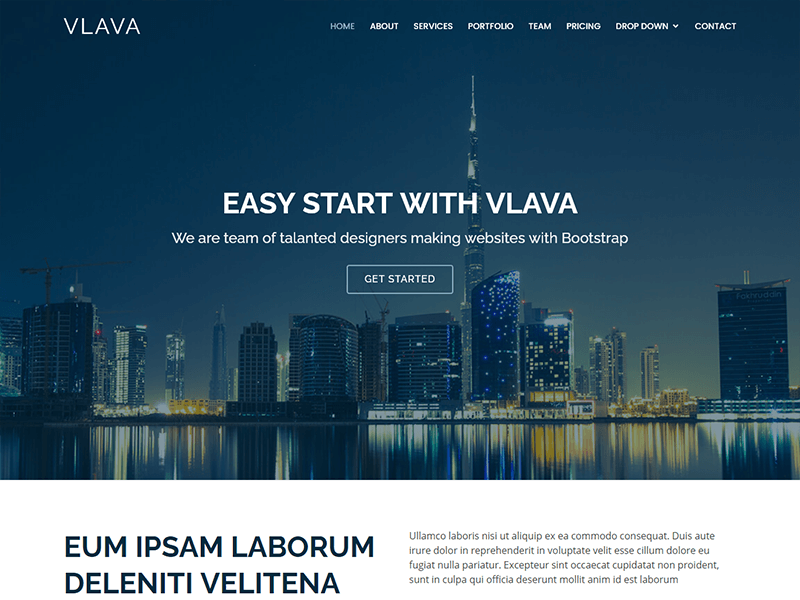 VLAVA
HOME ABOUT SERVICES PORTFOLIO TEAM PRICING DROP DOWN CONTACT
EASY START WITH VLAVA
We are team of talanted designers making websites with Bootstrap
GET STARTED
Fakhruddin
EUM IPSAM LABORUM
DELENITI VELITENA
Ullamco laboris nisi ut aliquip ex ea commodo consequat. Duis aute
irure dolor in reprehenderit in voluptate velit esse cillum dolore eu
fugiat nulla pariatur. Excepteur sint occaecat cupidatat non proident,
sunt in culpa qui officia deserunt mollit anim id est laborum